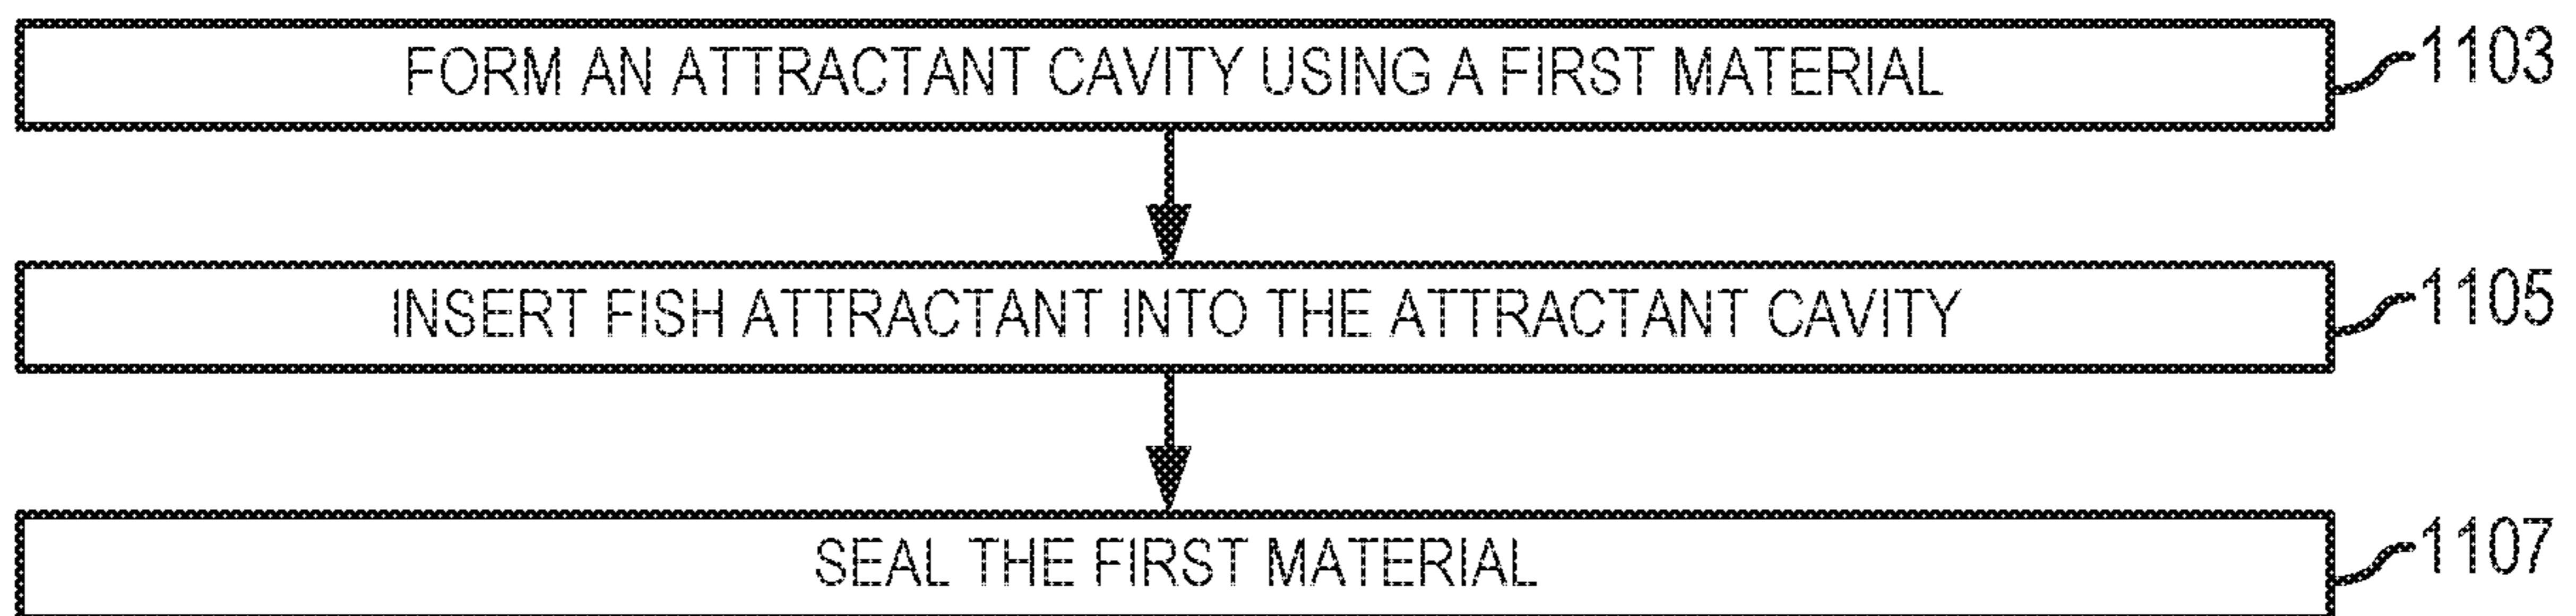 FORM AN ATTRACTANT CAVITY USING A FIRST MATERIAL
1103
INSERT FISH ATTRACTANT INTO THE ATTRACTANT CAVITY
1105
SEAL THE FIRST MATERIAL
1107